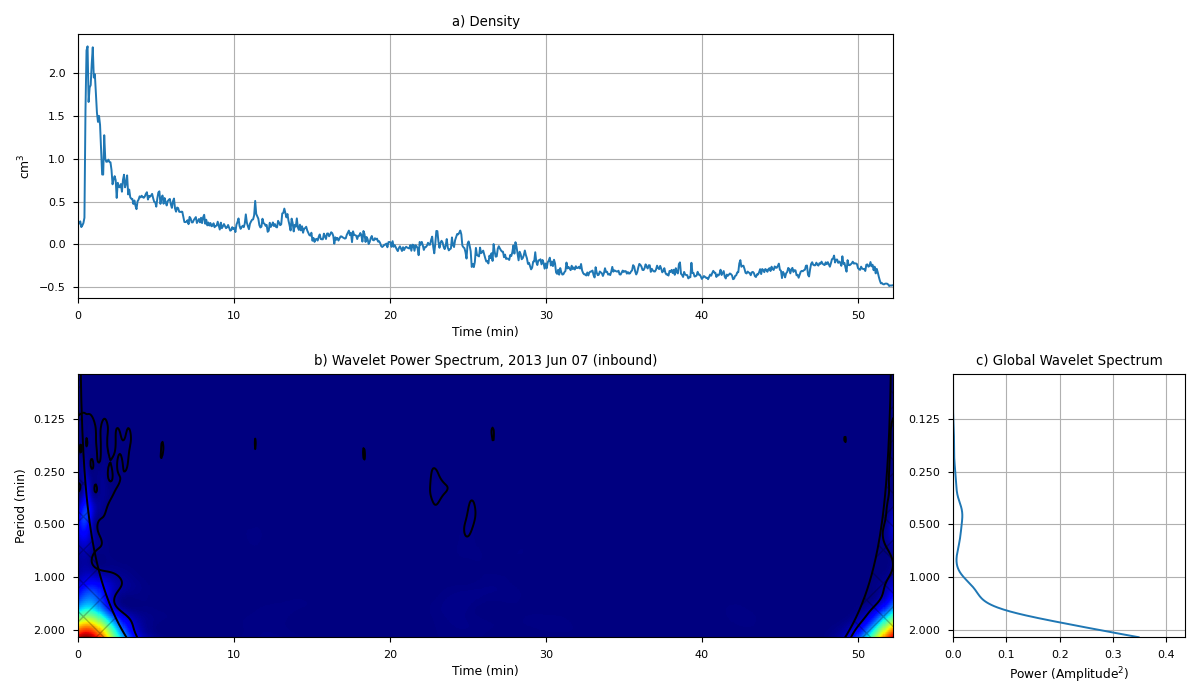 a) Density
cm³
2.0
1.5
1.0
0.5
0.0
−0.5
0 10 20 30 40 50
Time (min)
b) Wavelet Power Spectrum, 2013 Jun 07 (inbound)
Period (min)
0.125
0.250
0.500
1.000
2.000
0 10 20 30 40 50
Time (min)
c) Global Wavelet Spectrum
0.125
0.250
0.500
1.000
2.000
0.0 0.1 0.2 0.3 0.4
Power (Amplitude²)